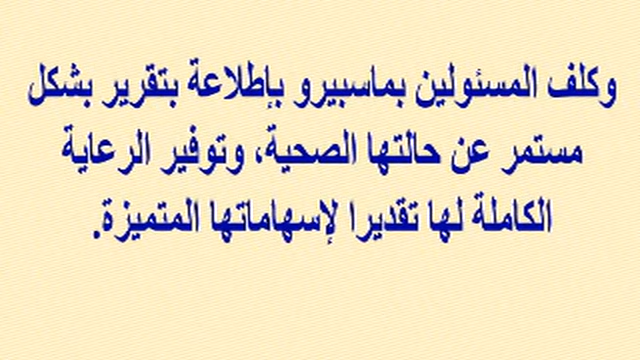 وكلف المسئولين بماسبيرو بإطلاعة بتقرير بشكل
مستمر عن حالتها الصحية، وتوفير الرعاية
الكاملة لها تقديرا لإسهاماتها المتميزة.